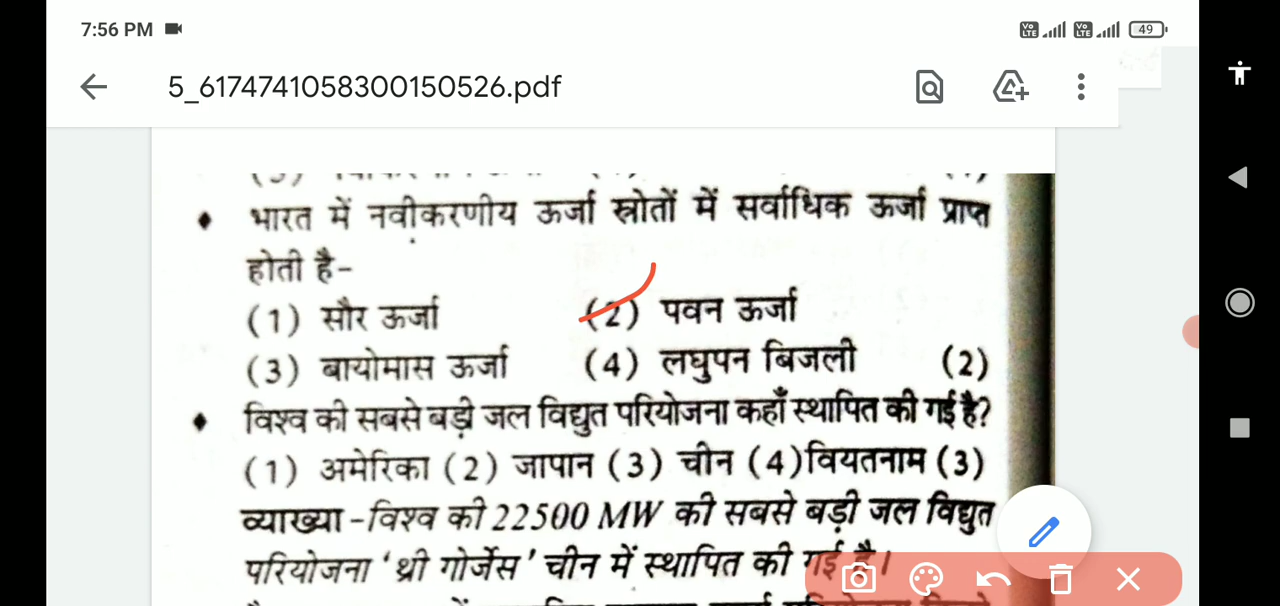 7:56 PM
49
5_6174741058300150526.pdf
♦ भारत में नवीकरणीय ऊर्जा स्रोतों में सर्वाधिक ऊर्जा प्राप्त
होती है-
(1) सौर ऊर्जा (2) पवन ऊर्जा
(3) बायोमास ऊर्जा (4) लघुपन बिजली (2)
♦ विश्व की सबसे बड़ी जल विद्युत परियोजना कहाँ स्थापित की गई है?
(1) अमेरिका (2) जापान (3) चीन (4)वियतनाम (3)
व्याख्या-विश्व की 22500 MW की सबसे बड़ी जल विद्युत
परियोजना 'थ्री गोर्जेस' चीन में स्थापित की गई है।